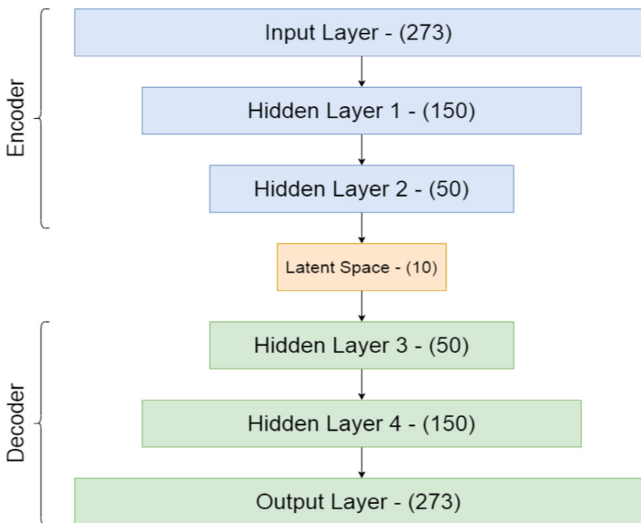 Encoder
Input Layer - (273)
Hidden Layer 1 - (150)
Hidden Layer 2 - (50)
Latent Space - (10)
Decoder
Hidden Layer 3 - (50)
Hidden Layer 4 - (150)
Output Layer - (273)